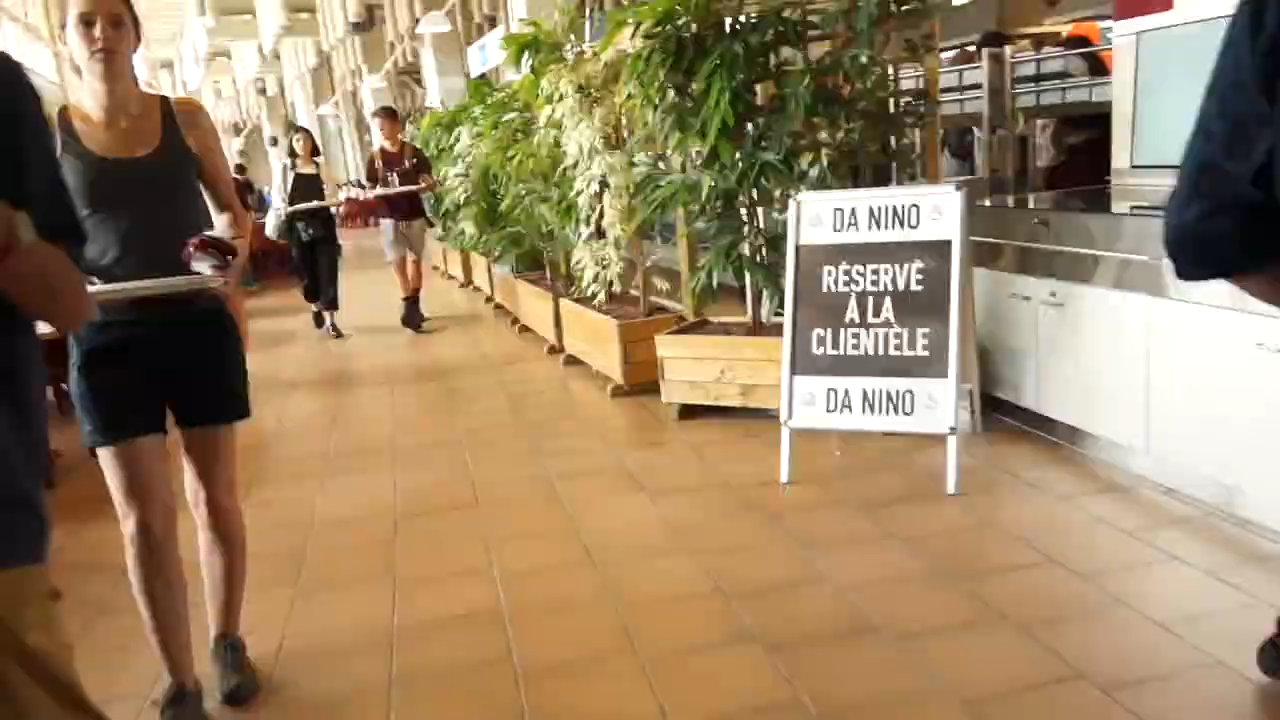 DA NINO
RÉSERVÉ
À LA
CLIENTÈLE
DA NINO